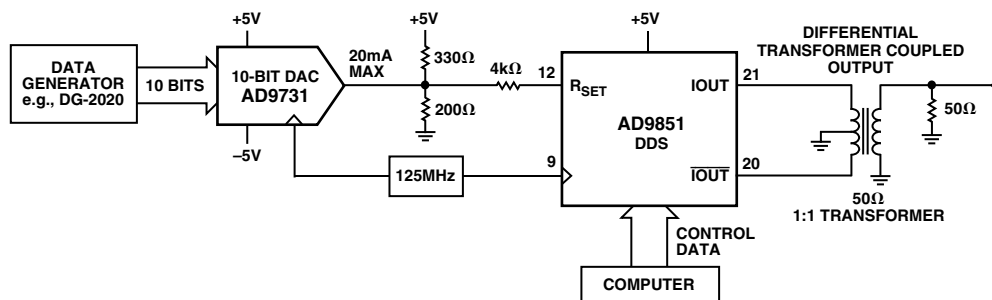 DATA
GENERATOR
e.g., DG-2020
10 BITS
+5V
10-BIT DAC
AD9731
–5V
20mA
MAX
+5V
330Ω
200Ω
4kΩ
125MHz
+5V
12
RSET
9
AD9851
DDS
IOUT
21
IOUT
20
CONTROL
DATA
COMPUTER
DIFFERENTIAL
TRANSFORMER COUPLED
OUTPUT
50Ω
50Ω
1:1 TRANSFORMER